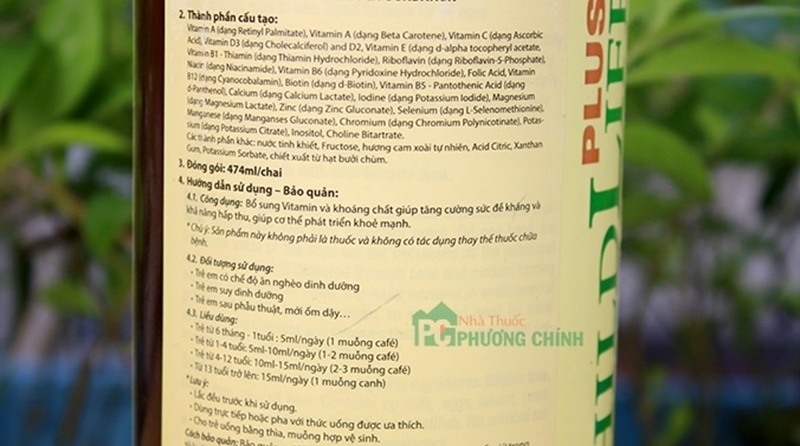 2. Thành phần cấu tạo:
Vitamin A (dạng Retinyl Palmitate), Vitamin A (dạng Beta Carotene), Vitamin C (dạng Ascorbic
Acid), Vitamin D3 (dạng Cholecalciferol) and D2, Vitamin E (dạng d-alpha tocopheryl acetate,
Vitamin B1 - Thiamin (dạng Thiamin Hydrochloride), Riboflavin (dạng Riboflavin-5-Phosphate),
Niacin (dạng Niacinamide), Vitamin B6 (dạng Pyridoxine Hydrochloride), Folic Acid, Vitamin
B12 (dạng Cyanocobalamin), Biotin (dạng d-Biotin), Vitamin B5 - Pantothenic Acid (dạng
d-Panthenol), Calcium (dạng Calcium Lactate), Iodine (dạng Potassium Iodide), Magnesium
(dạng Magnesium Lactate), Zinc (dạng Zinc Gluconate), Selenium (dạng L-Selenomethionine),
Manganese (dạng Manganses Gluconate), Chromium (dạng Chromium Polynicotinate), Potas-
sium (dạng Potassium Citrate), Inositol, Choline Bitartrate.
Các thành phần khác: nước tinh khiết, Fructose, hương cam xoài tự nhiên, Acid Citric, Xanthan
Gum, Potassium Sorbate, chiết xuất từ hạt bưởi chùm.
3. Đóng gói: 474ml/chai
4. Hướng dẫn sử dụng – Bảo quản:
4.1. Công dụng: Bổ sung Vitamin và khoáng chất giúp tăng cường sức đề kháng và
khả năng hấp thu, giúp cơ thể phát triển khoẻ mạnh.
*Chú ý: Sản phẩm này không phải là thuốc và không có tác dụng thay thế thuốc chữa
bệnh.
4.2. Đối tượng sử dụng:
- Trẻ em có chế độ ăn nghèo dinh dưỡng
- Trẻ em suy dinh dưỡng
- Trẻ em sau phẫu thuật, mới ốm dậy…
4.3. Liều dùng:
- Trẻ từ 6 tháng - 1tuổi : 5ml/ngày (1 muỗng café)
- Trẻ từ 1-4 tuổi: 5ml-10ml/ngày (1-2 muỗng café)
- Trẻ từ 4-12 tuổi: 10ml-15ml/ngày (2-3 muỗng café)
- Từ 13 tuổi trở lên: 15ml/ngày (1 muỗng canh)
*Lưu ý:
- Lắc đều trước khi sử dụng.
- Dùng trực tiếp hoặc pha với thức uống được ưa thích.
- Cho trẻ uống bằng thìa, muỗng hợp vệ sinh.
Cách bảo quản: Bảo quản
PLUS
Nhà Thuốc
PC PHƯƠNG CHÍNH